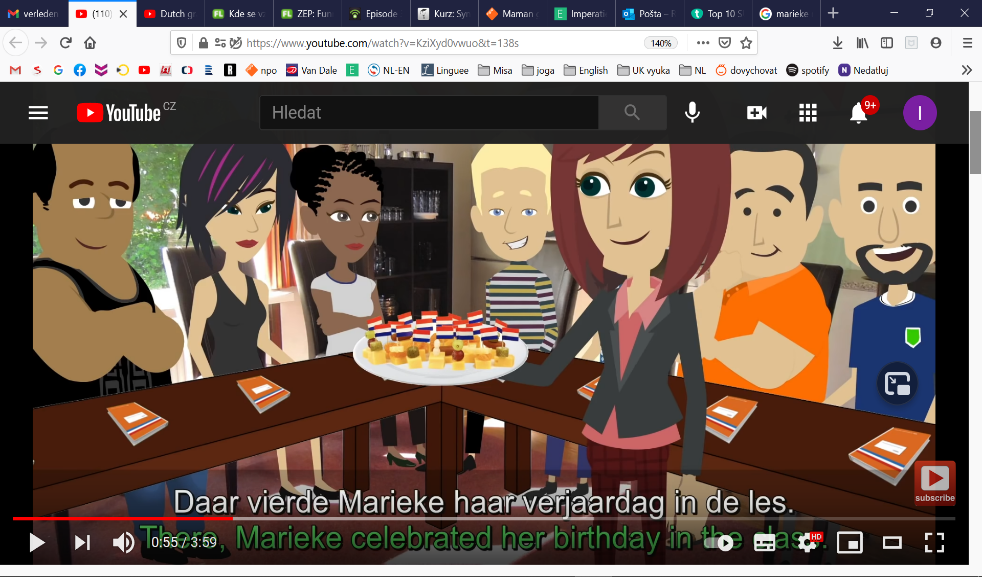 verleden
(110)
Dutch gr
Kde se v
ZEP: Fun
Episode
Kurz: Syn
Maman
Imperati
Pošta –
Top 10 S
marieke
https://www.youtube.com/watch?v=KziXyd0vwuo&t=138s
140%
npo
Van Dale
NL-EN
Linguee
Misa
joga
English
UK vyuka
NL
dovychovat
spotify
Nedatluj
YouTube CZ
Hledat
9+
I
Daar vierde Marieke haar verjaardag in de les.
There, Marieke celebrated her birthday in the class.
subscribe
0:55 / 3:59
HD